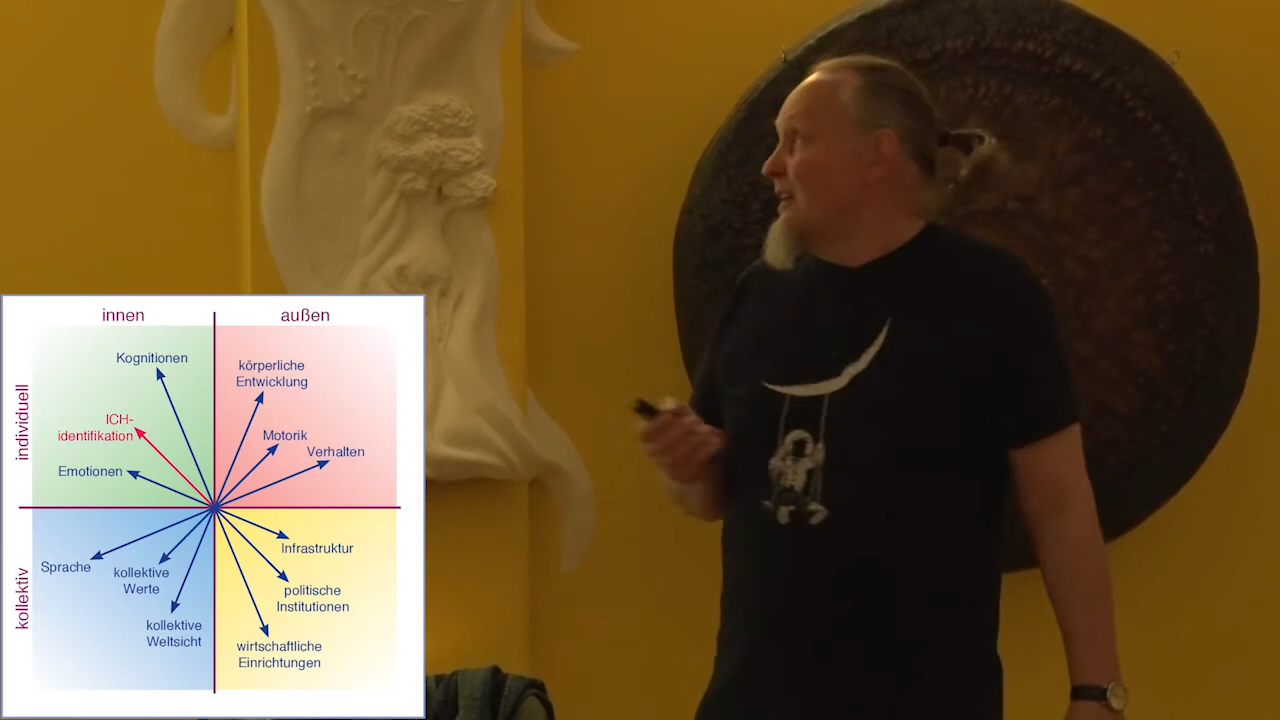 innen
außen
individuell
kollektiv
Kognitionen
ICH-
identifikation
Emotionen
körperliche
Entwicklung
Motorik
Verhalten
Sprache
kollektive
Werte
kollektive
Weltsicht
Infrastruktur
politische
Institutionen
wirtschaftliche
Einrichtungen